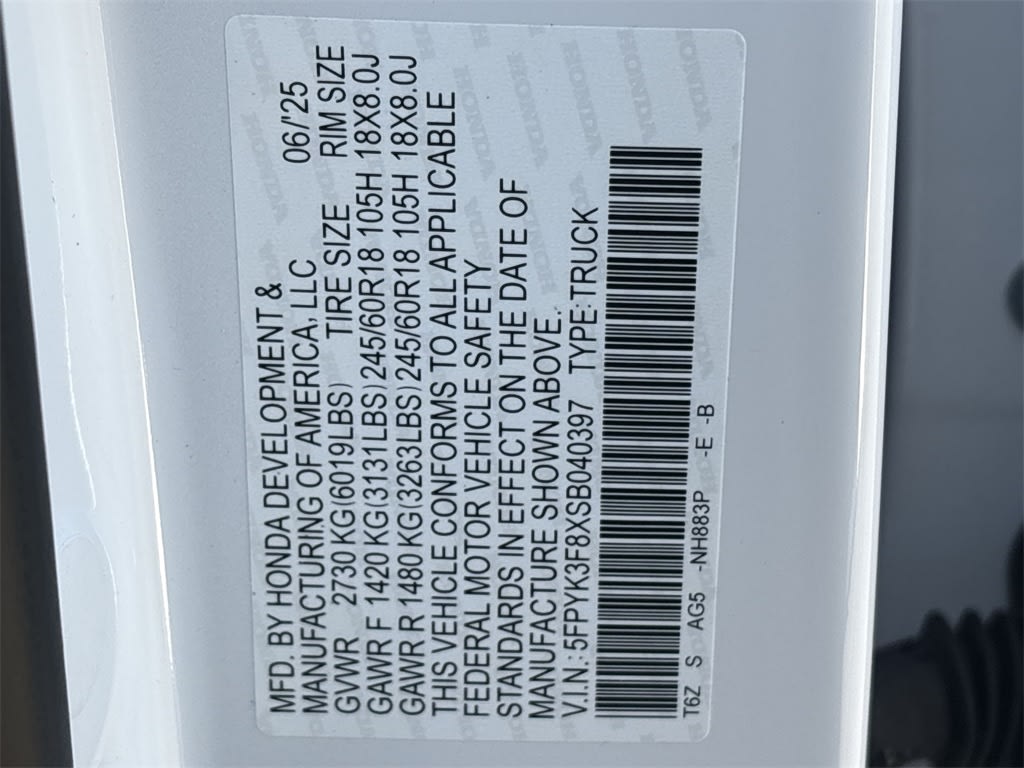 MFD. BY HONDA DEVELOPMENT &
MANUFACTURING OF AMERICA, LLC 06/'25
GVWR 2730 KG(6019LBS) TIRE SIZE RIM SIZE
GAWR F 1420 KG(3131LBS)245/60R18 105H 18X8.0J
GAWR R 1480 KG(3263LBS)245/60R18 105H 18X8.0J
THIS VEHICLE CONFORMS TO ALL APPLICABLE
FEDERAL MOTOR VEHICLE SAFETY
STANDARDS IN EFFECT ON THE DATE OF
MANUFACTURE SHOWN ABOVE.
V.I.N.:5FPYK3F8XSB040397 TYPE:TRUCK
T6Z S AG5 -NH883P -E -B